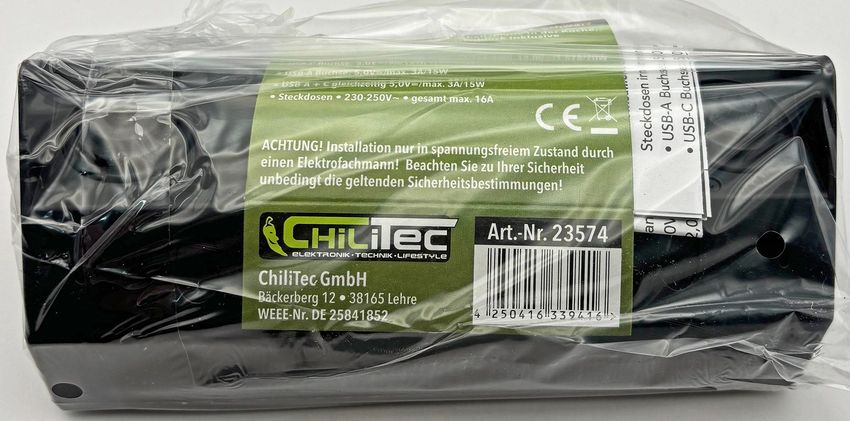 • USB-A Buchse 5,0V⎓/max. 3A/15W
• USB A + C gleichzeitig 5,0V⎓/max. 3A/15W
• Steckdosen • 230-250V~ • gesamt max. 16A
CE
ACHTUNG! Installation nur in spannungsfreiem Zustand durch
einen Elektrofachmann! Beachten Sie zu Ihrer Sicherheit
unbedingt die geltenden Sicherheitsbestimmungen!
CHILITEC
ELEKTRONIK • TECHNIK • LIFESTYLE
ChiliTec GmbH
Bäckerberg 12 • 38165 Lehre
WEEE-Nr. DE 25841852
Art.-Nr. 23574
4 250416 339416 >
Steckdosen in
• USB-A Buchs
• USB-C Buchs